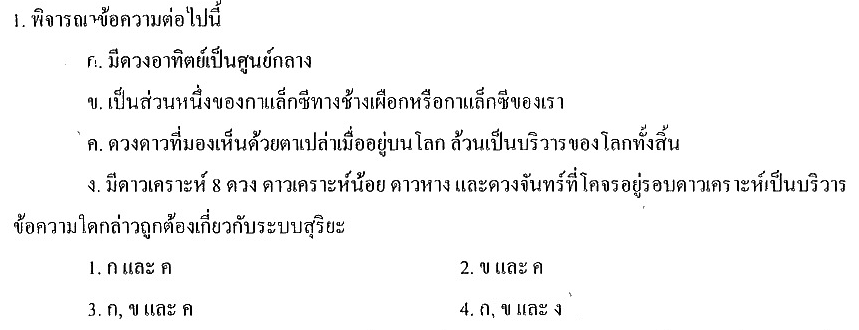 1. พิจารณาข้อความต่อไปนี้
ก. มีดวงอาทิตย์เป็นศูนย์กลาง
ข. เป็นส่วนหนึ่งของกาแล็กซีทางช้างเผือกหรือกาแล็กซีของเรา
ค. ดวงดาวที่มองเห็นด้วยตาเปล่าเมื่ออยู่บนโลก ล้วนเป็นบริวารของโลกทั้งสิ้น
ง. มีดาวเคราะห์ 8 ดวง ดาวเคราะห์น้อย ดาวหาง และดวงจันทร์ที่โคจรอยู่รอบดาวเคราะห์เป็นบริวาร
ข้อความใดกล่าวถูกต้องเกี่ยวกับระบบสุริยะ
1. ก และ ค 2. ข และ ค
3. ก, ข และ ค 4. ก, ข และ ง